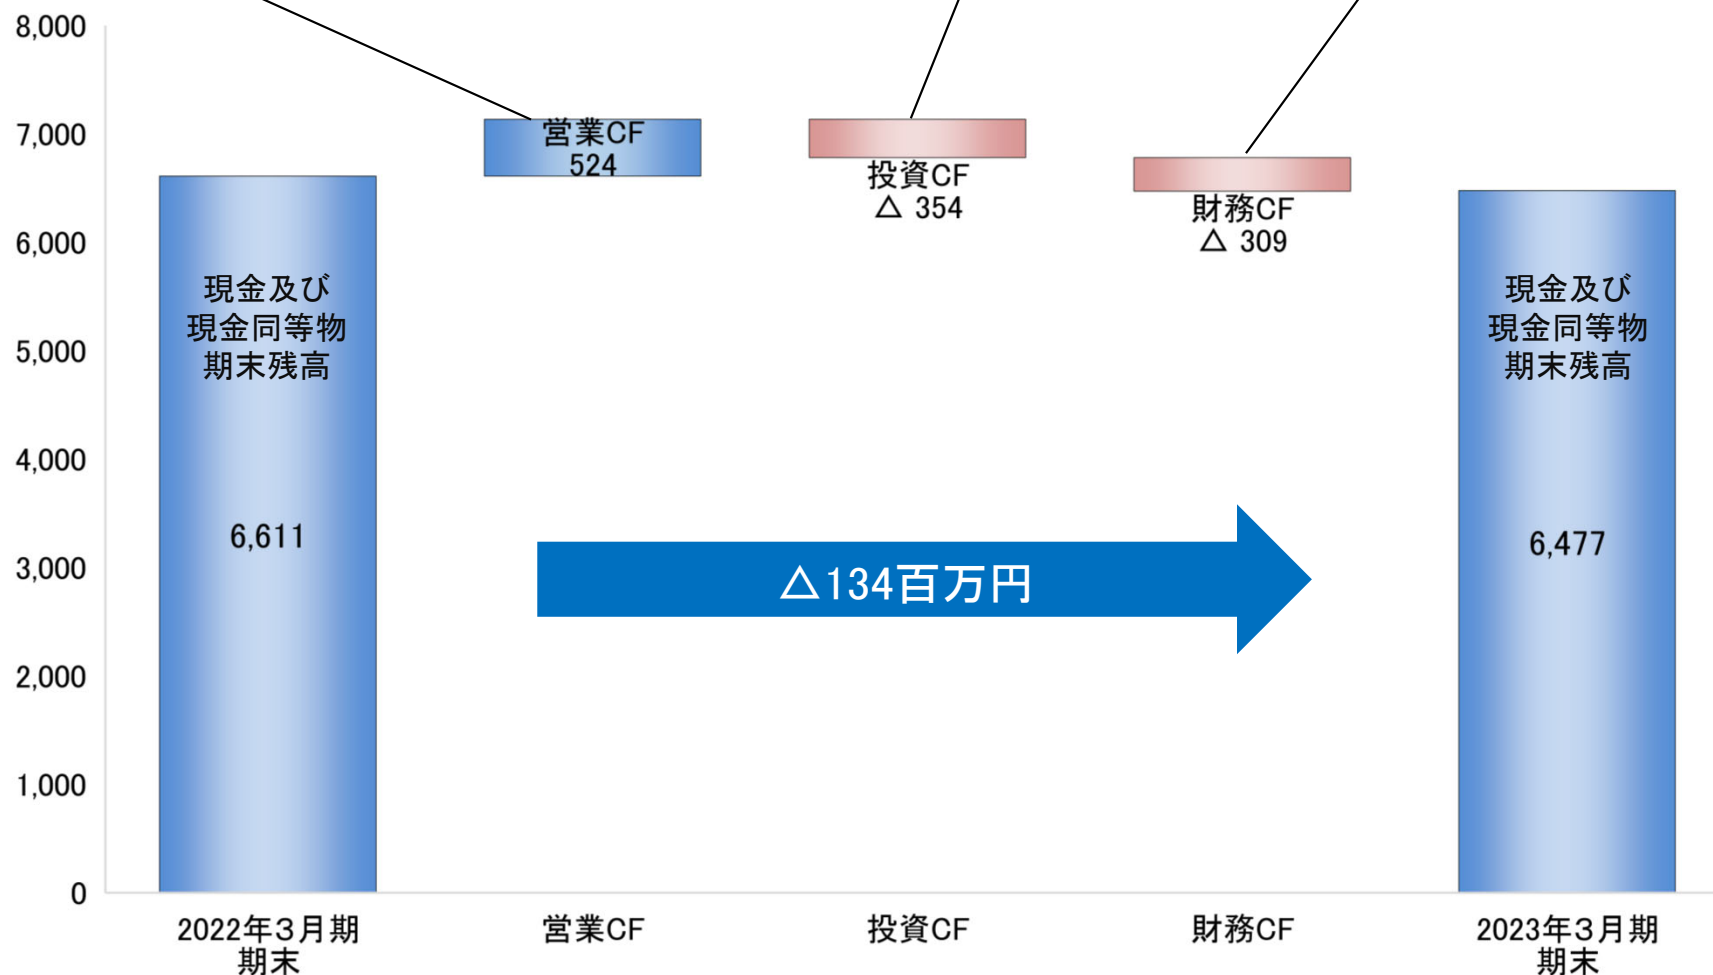 8,000
7,000
6,000
5,000
4,000
3,000
2,000
1,000
0
営業CF
524
投資CF
△ 354
財務CF
△ 309
現金及び
現金同等物
期末残高
6,611
△134百万円
現金及び
現金同等物
期末残高
6,477
2022年3月期
期末
営業CF
投資CF
財務CF
2023年3月期
期末